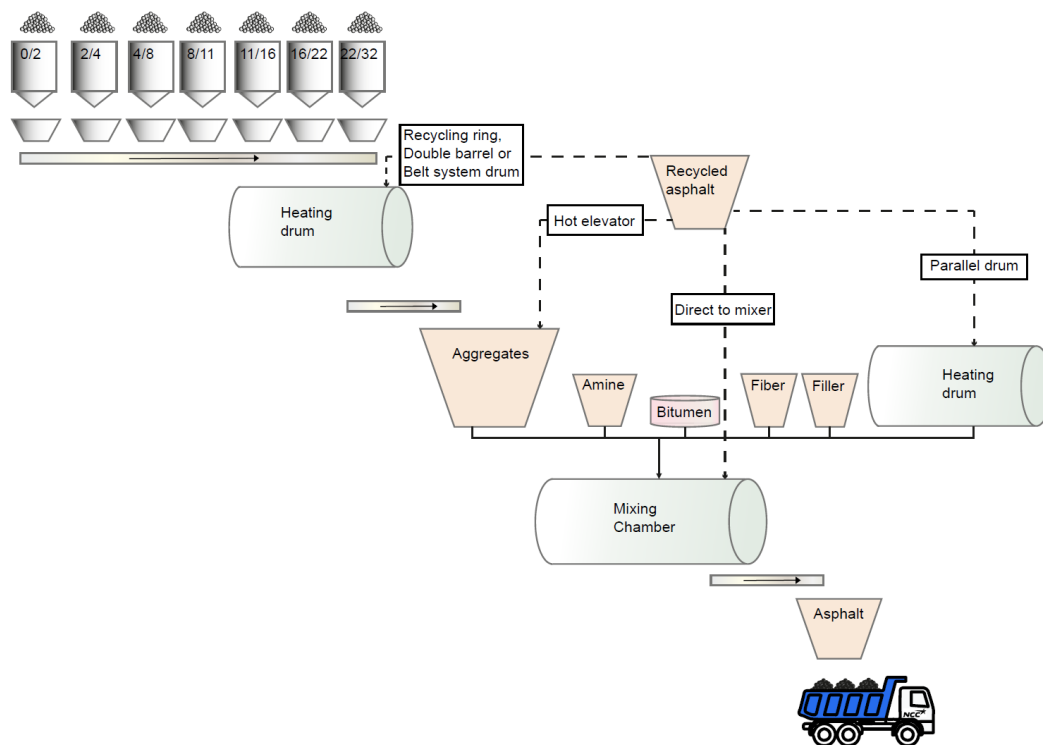 0/2
2/4
4/8
8/11
11/16
16/22
22/32
Recycling ring,
Double barrel or
Belt system drum
Recycled
asphalt
Heating
drum
Hot elevator
Parallel drum
Direct to mixer
Aggregates
Amine
Bitumen
Fiber
Filler
Heating
drum
Mixing
Chamber
Asphalt
NCC